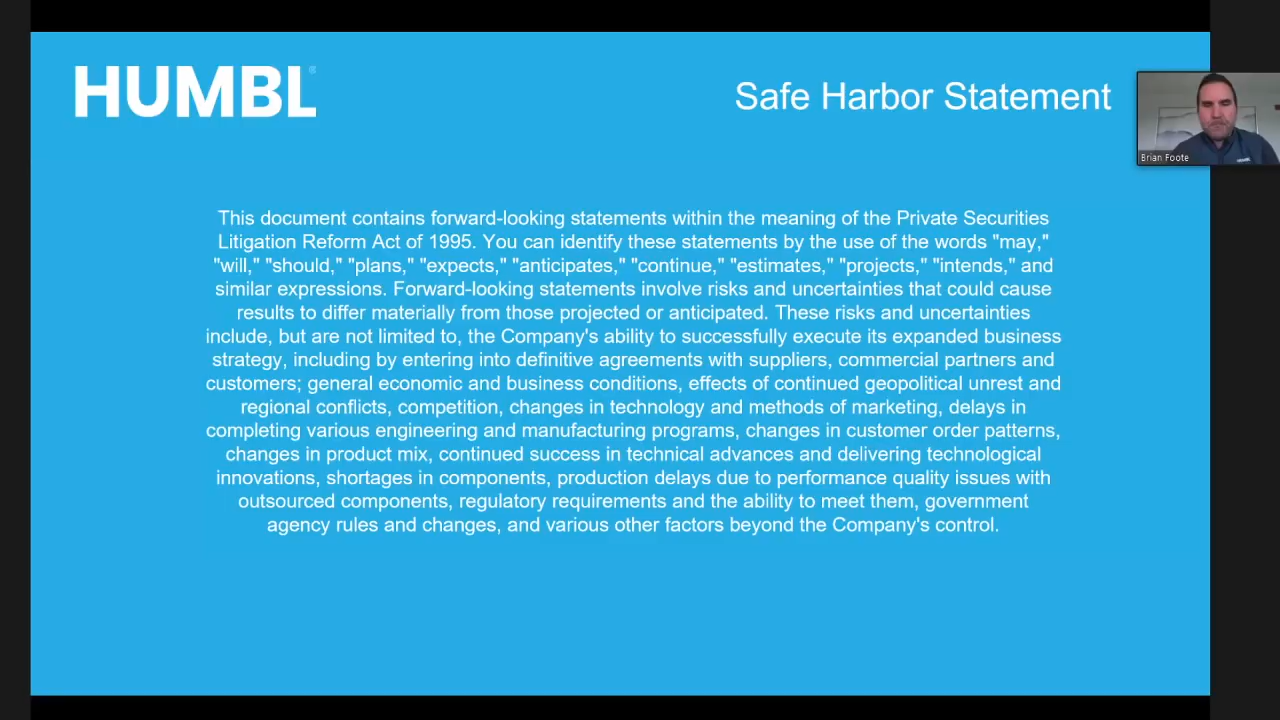 HUMBL®
Safe Harbor Statement
Brian Foote
This document contains forward-looking statements within the meaning of the Private Securities
Litigation Reform Act of 1995. You can identify these statements by the use of the words "may,"
"will," "should," "plans," "expects," "anticipates," "continue," "estimates," "projects," "intends," and
similar expressions. Forward-looking statements involve risks and uncertainties that could cause
results to differ materially from those projected or anticipated. These risks and uncertainties
include, but are not limited to, the Company's ability to successfully execute its expanded business
strategy, including by entering into definitive agreements with suppliers, commercial partners and
customers; general economic and business conditions, effects of continued geopolitical unrest and
regional conflicts, competition, changes in technology and methods of marketing, delays in
completing various engineering and manufacturing programs, changes in customer order patterns,
changes in product mix, continued success in technical advances and delivering technological
innovations, shortages in components, production delays due to performance quality issues with
outsourced components, regulatory requirements and the ability to meet them, government
agency rules and changes, and various other factors beyond the Company's control.